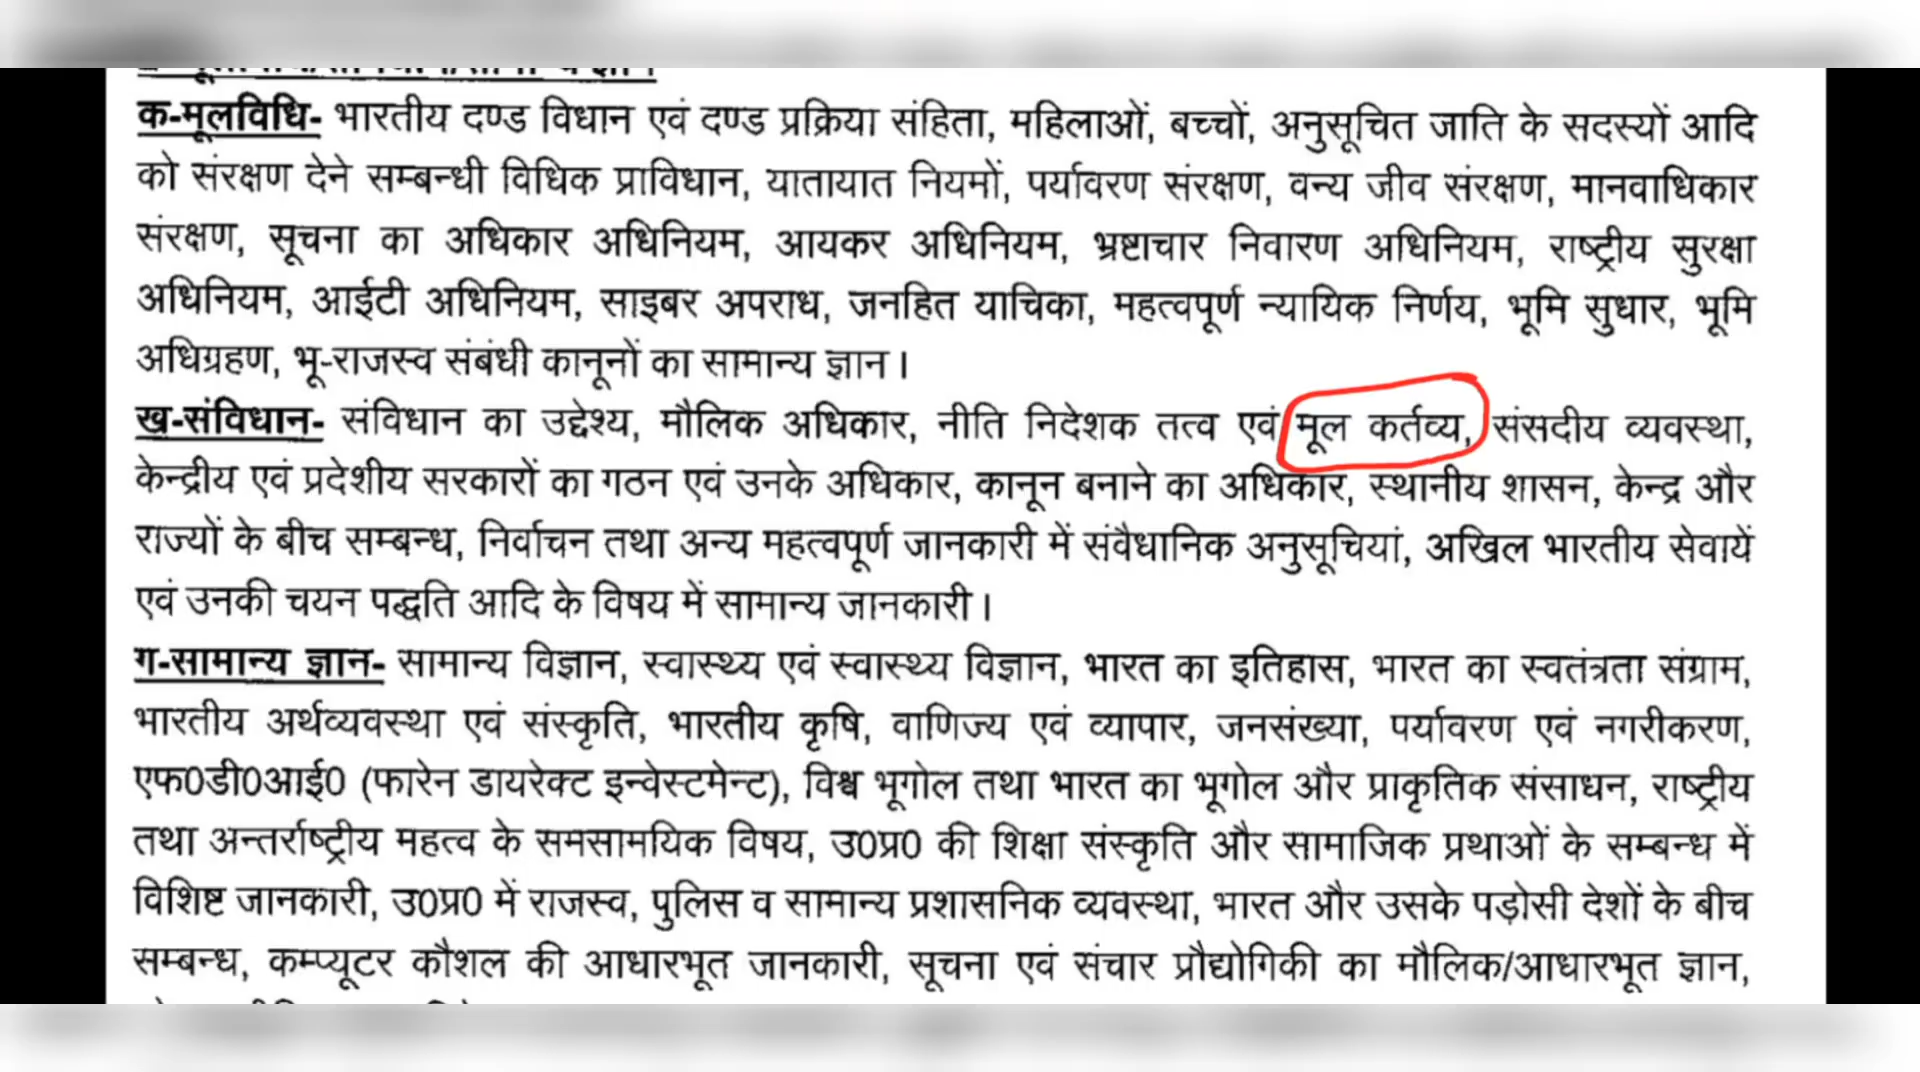 क-मूलविधि- भारतीय दण्ड विधान एवं दण्ड प्रक्रिया संहिता, महिलाओं, बच्चों, अनुसूचित जाति के सदस्यों आदि
को संरक्षण देने सम्बन्धी विधिक प्राविधान, यातायात नियमों, पर्यावरण संरक्षण, वन्य जीव संरक्षण, मानवाधिकार
संरक्षण, सूचना का अधिकार अधिनियम, आयकर अधिनियम, भ्रष्टाचार निवारण अधिनियम, राष्ट्रीय सुरक्षा
अधिनियम, आईटी अधिनियम, साइबर अपराध, जनहित याचिका, महत्वपूर्ण न्यायिक निर्णय, भूमि सुधार, भूमि
अधिग्रहण, भू-राजस्व संबंधी कानूनों का सामान्य ज्ञान।
ख-संविधान- संविधान का उद्देश्य, मौलिक अधिकार, नीति निदेशक तत्व एवं मूल कर्तव्य, संसदीय व्यवस्था,
केन्द्रीय एवं प्रदेशीय सरकारों का गठन एवं उनके अधिकार, कानून बनाने का अधिकार, स्थानीय शासन, केन्द्र और
राज्यों के बीच सम्बन्ध, निर्वाचन तथा अन्य महत्वपूर्ण जानकारी में संवैधानिक अनुसूचियां, अखिल भारतीय सेवायें
एवं उनकी चयन पद्धति आदि के विषय में सामान्य जानकारी।
ग-सामान्य ज्ञान- सामान्य विज्ञान, स्वास्थ्य एवं स्वास्थ्य विज्ञान, भारत का इतिहास, भारत का स्वतंत्रता संग्राम,
भारतीय अर्थव्यवस्था एवं संस्कृति, भारतीय कृषि, वाणिज्य एवं व्यापार, जनसंख्या, पर्यावरण एवं नगरीकरण,
एफ0डी0आई0 (फारेन डायरेक्ट इन्वेस्टमेन्ट), विश्व भूगोल तथा भारत का भूगोल और प्राकृतिक संसाधन, राष्ट्रीय
तथा अन्तर्राष्ट्रीय महत्व के समसामयिक विषय, उ0प्र0 की शिक्षा संस्कृति और सामाजिक प्रथाओं के सम्बन्ध में
विशिष्ट जानकारी, उ0प्र0 में राजस्व, पुलिस व सामान्य प्रशासनिक व्यवस्था, भारत और उसके पड़ोसी देशों के बीच
सम्बन्ध, कम्प्यूटर कौशल की आधारभूत जानकारी, सूचना एवं संचार प्रौद्योगिकी का मौलिक/आधारभूत ज्ञान,